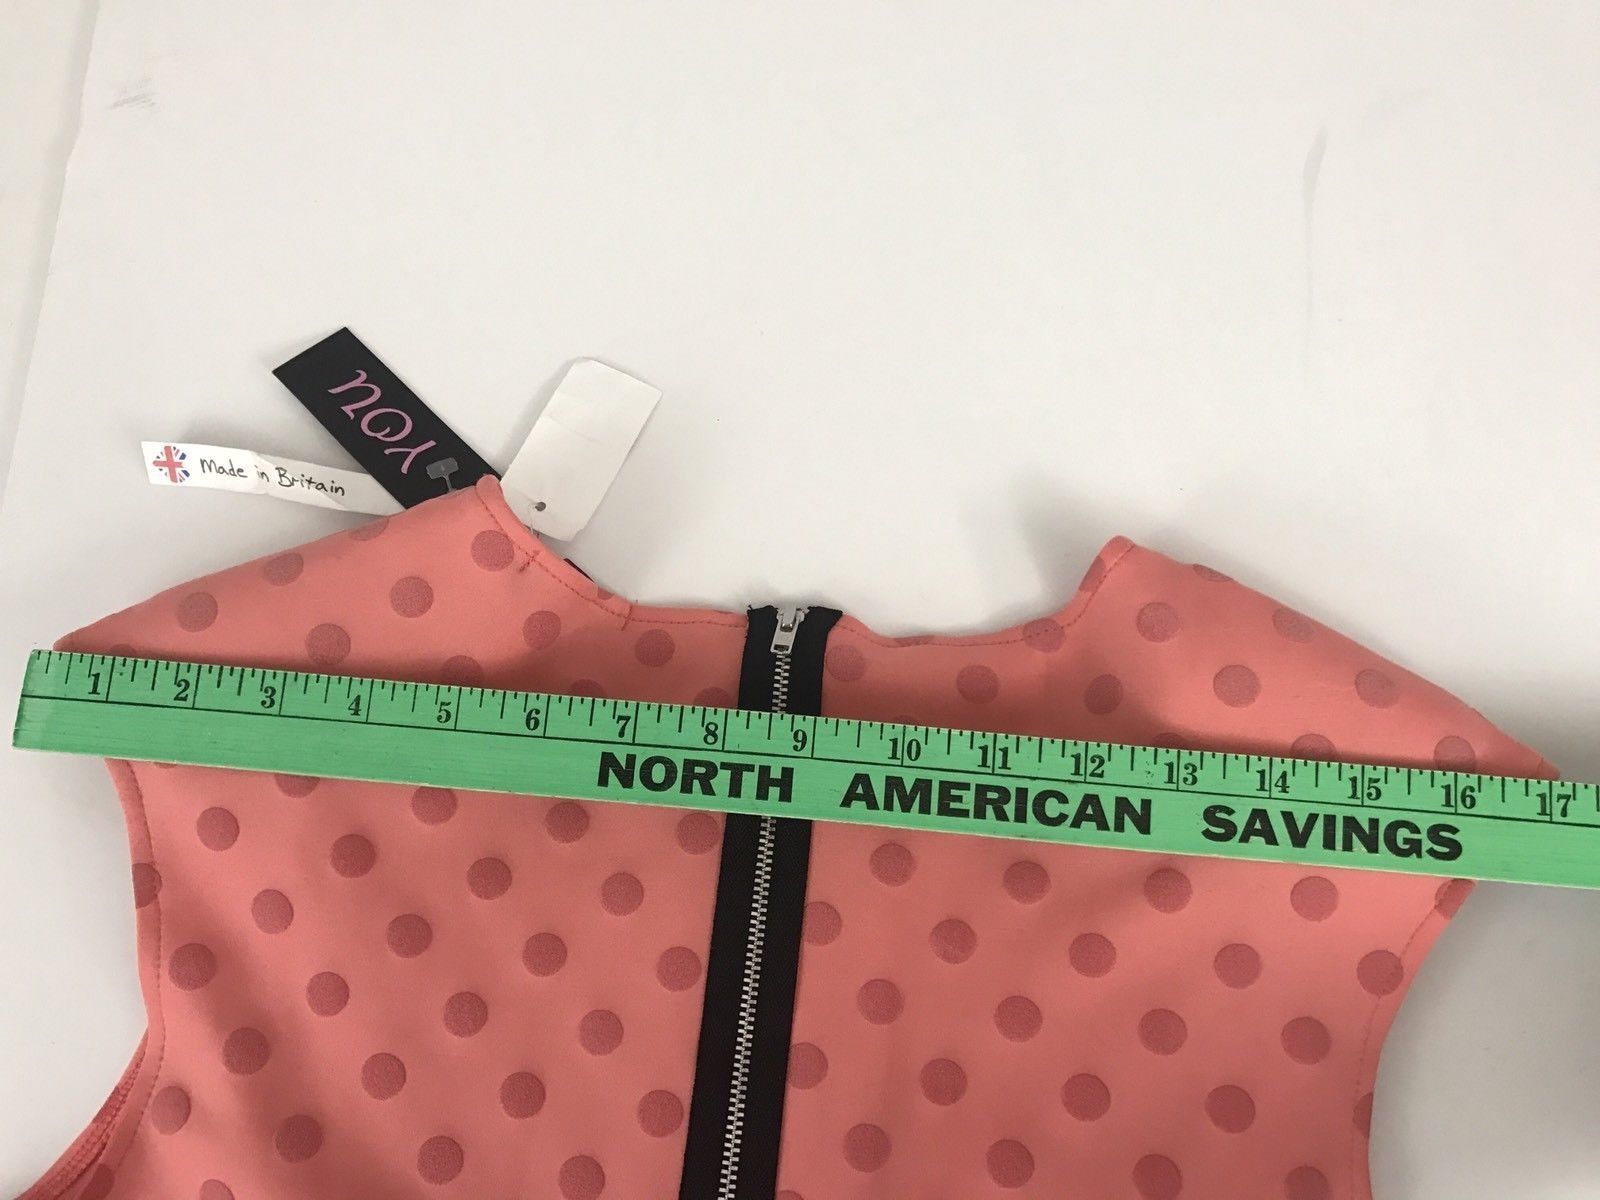 YOU
Made in Britain
1 2 3 4 5 6 7 8 9 10 11 12 13 14 15 16 17
NORTH AMERICAN SAVINGS